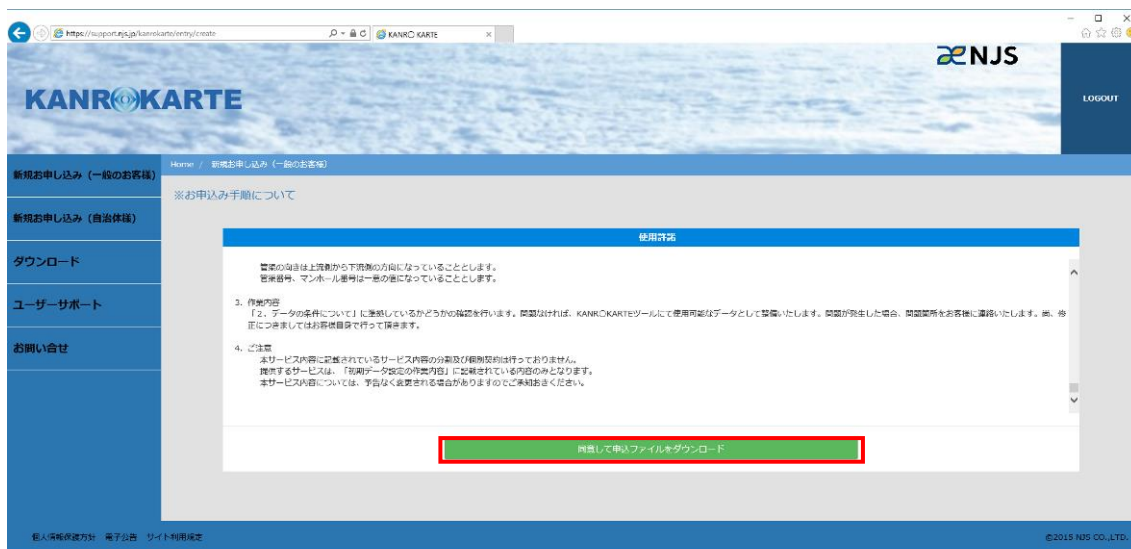 https://support.njs.jp/kanrokarte/entry/create
KANRO KARTE
NJS
KANROKARTE
LOGOUT
Home / 新規お申し込み（一般のお客様）
新規お申し込み（一般のお客様）
新規お申し込み（自治体様）
ダウンロード
ユーザーサポート
お問い合せ
※お申込み手順について
使用許諾
管渠の向きは上流側から下流側の方向になっていることとします。
管渠番号、マンホール番号は一意の値になっていることとします。
3. 作業内容
「2．データの条件について」に準拠しているかどうかの確認を行います。問題なければ、KANROKARTEツールにて使用可能なデータとして整備いたします。問題が発生した場合、問題箇所をお客様に連絡いたします。尚、修
正につきましてはお客様自身で行って頂きます。
4. ご注意
本サービス内容に記載されているサービス内容の分割及び個別契約は行っておりません。
提供するサービスは、「初期データ設定の作業内容」に記載されている内容のみとなります。
本サービス内容については、予告なく変更される場合がありますのでご承知おきください。
同意して申込ファイルをダウンロード
個人情報保護方針 電子公告 サイト利用規定
©2015 NJS CO.,LTD.